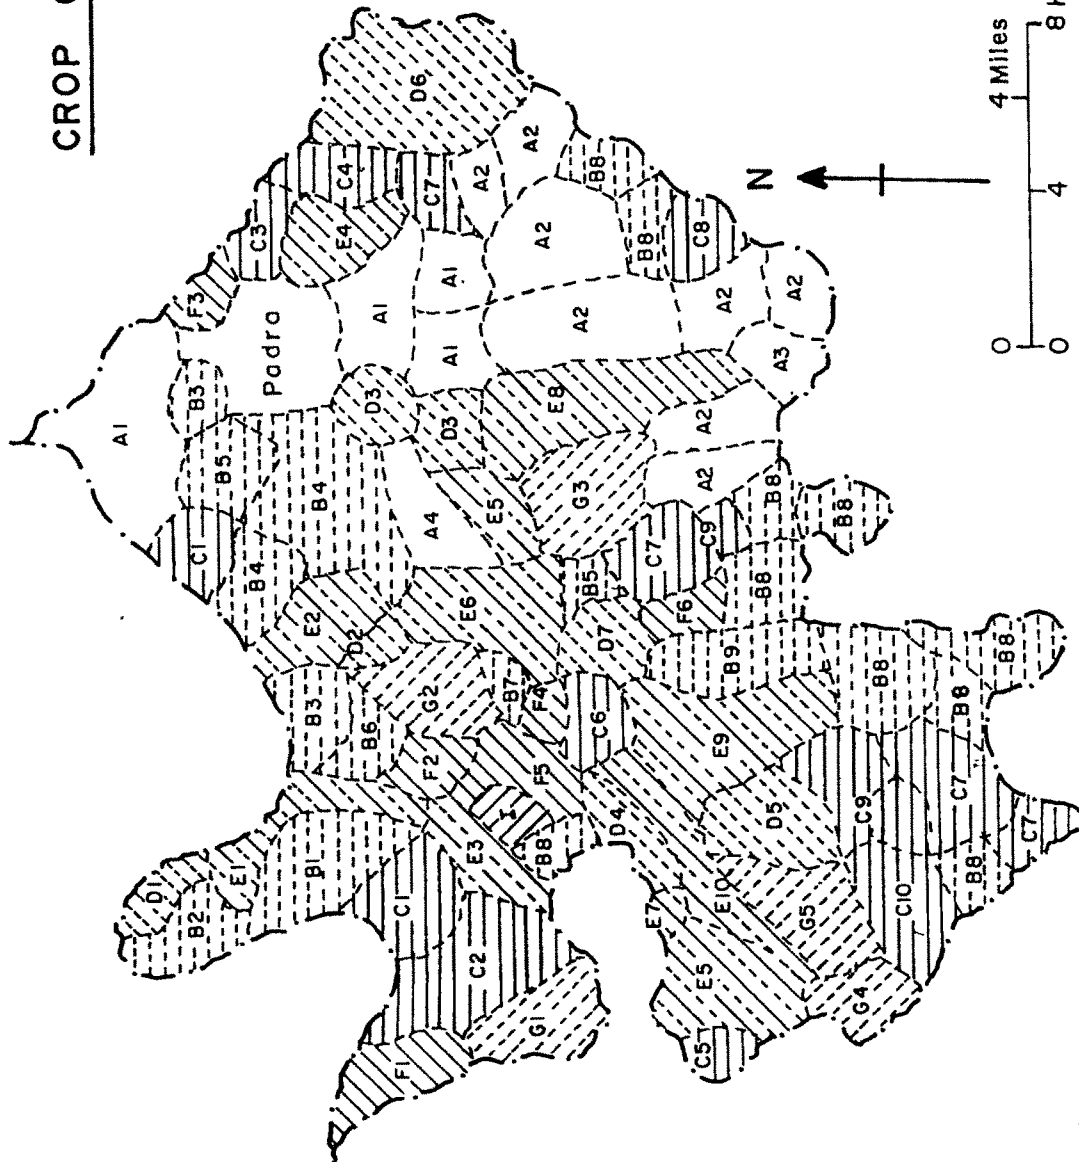 CROP
A1
D1
B2
C1
F3
B3
B5
E1
B4
C3
Padra
B1
E2
B3
B4
E4
C4
D2
B6
D3
A1
F1
C1
D6
F2
G2
A4
C7
D3
A1
A1
E6
E3
C2
A2
E5
B7
A2
G1
F4
F5
A2
B8
E8
G3
A2
B5
B8
C6
D7
D4
B8
E7
C7
F6
C5
E5
C8
A2
A2
C9
E9
E10
A2
B9
N
B8
B8
D5
A3
A2
G5
B8
G4
C9
B8
C10
C7
B8
B8
0 4 Miles
B8
C7
0 4 8